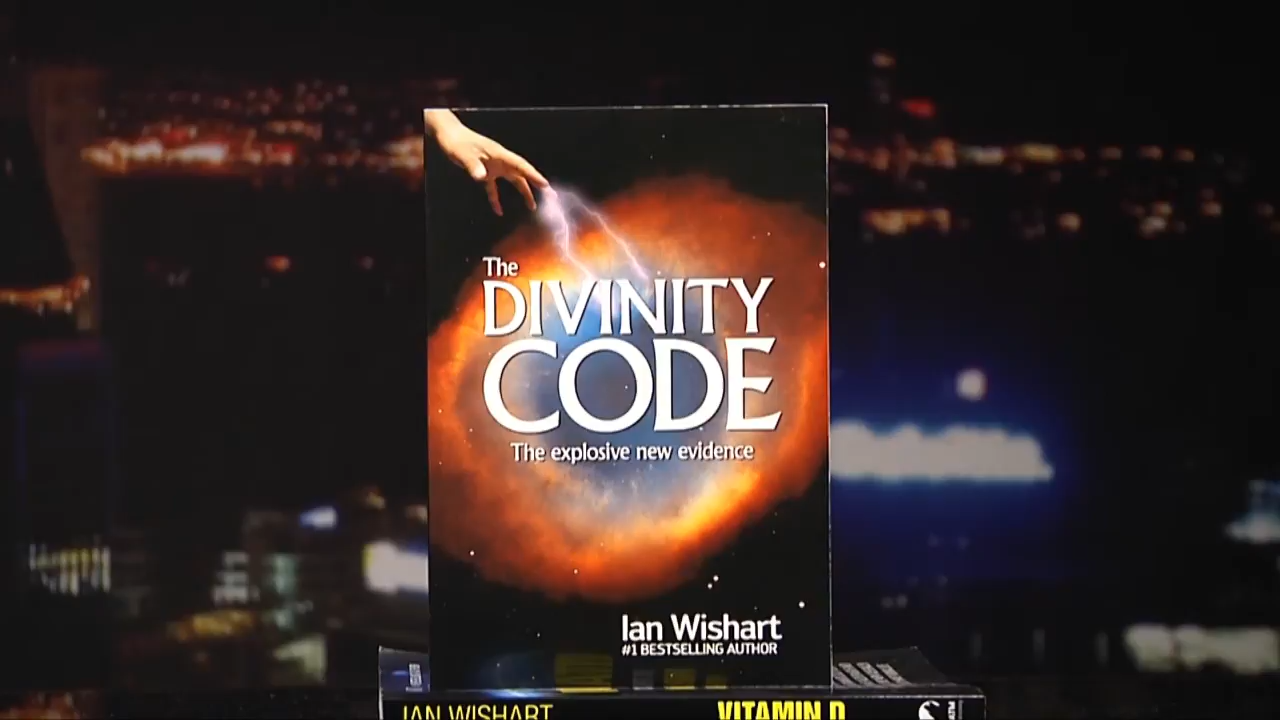 The
DIVINITY
CODE
The explosive new evidence
Ian Wishart
#1 BESTSELLING AUTHOR
IAN WISHART VITAMIN D